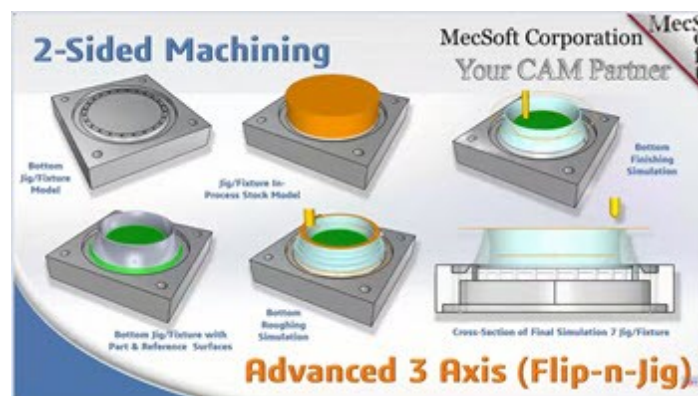 2-Sided Machining
MecSoft Corporation
Your CAM Partner
Bottom
Jig/Fixture
Model
Jig/Fixture In-
Process Stock Model
Bottom
Finishing
Simulation
Bottom Jig/Fixture with
Part & Reference Surfaces
Bottom
Roughing
Simulation
Cross-Section of Final Simulation 7 Jig/Fixture
Advanced 3 Axis (Flip-n-Jig)